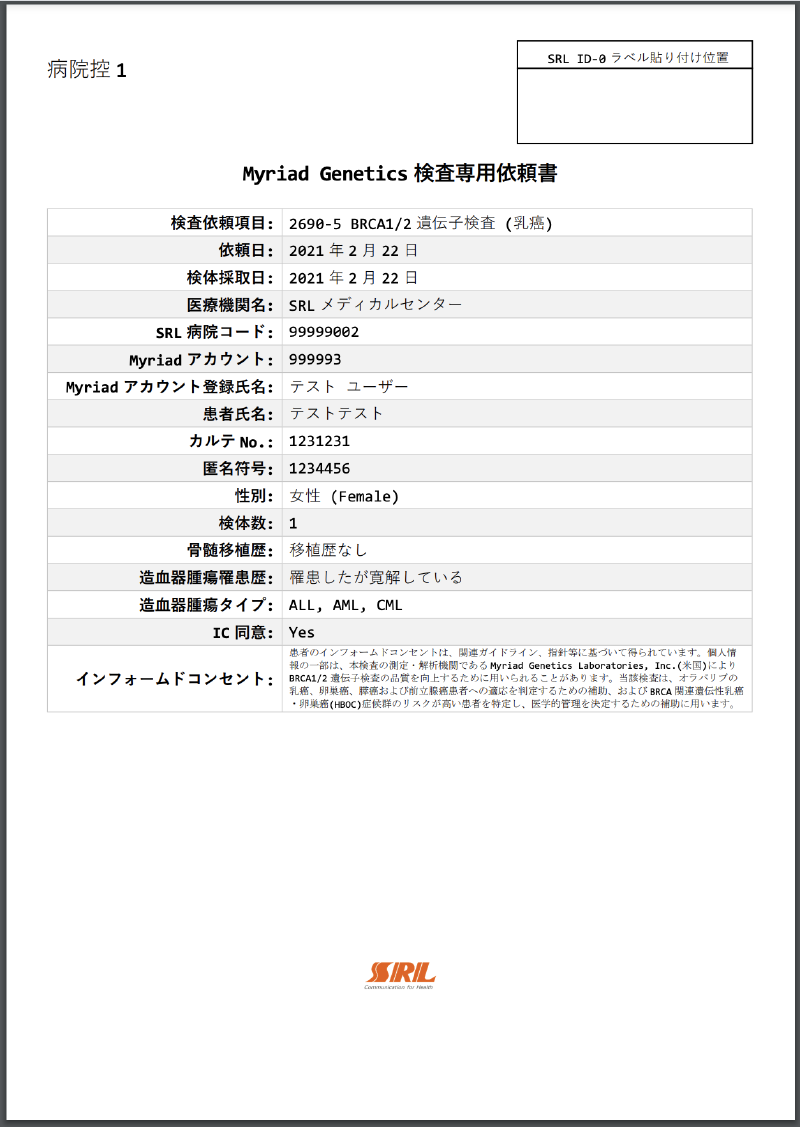 病院控 1
SRL ID-0 ラベル貼り付け位置
Myriad Genetics 検査専用依頼書
検査依頼項目: 2690-5 BRCA1/2 遺伝子検査 (乳癌)
依頼日: 2021 年 2 月 22 日
検体採取日: 2021 年 2 月 22 日
医療機関名: SRL メディカルセンター
SRL 病院コード: 99999002
Myriad アカウント: 999993
Myriad アカウント登録氏名: テスト ユーザー
患者氏名: テストテスト
カルテ No.: 1231231
匿名符号: 1234456
性別: 女性 (Female)
検体数: 1
骨髄移植歴: 移植歴なし
造血器腫瘍罹患歴: 罹患したが寛解している
造血器腫瘍タイプ: ALL, AML, CML
IC 同意: Yes
インフォームドコンセント:
患者のインフォームドコンセントは、関連ガイドライン、指針等に基づいて得られています。個人情
報の一部は、本検査の測定・解析機関である Myriad Genetics Laboratories, Inc.(米国)により
BRCA1/2 遺伝子検査の品質を向上するために用いられることがあります。当該検査は、オラパリブの
乳癌、卵巣癌、膵癌および前立腺癌患者への適応を判定するための補助、および BRCA 関連遺伝性乳癌
・卵巣癌(HBOC)症候群のリスクが高い患者を特定し、医学的管理を決定するための補助に用います。
SRL
Communication for Health